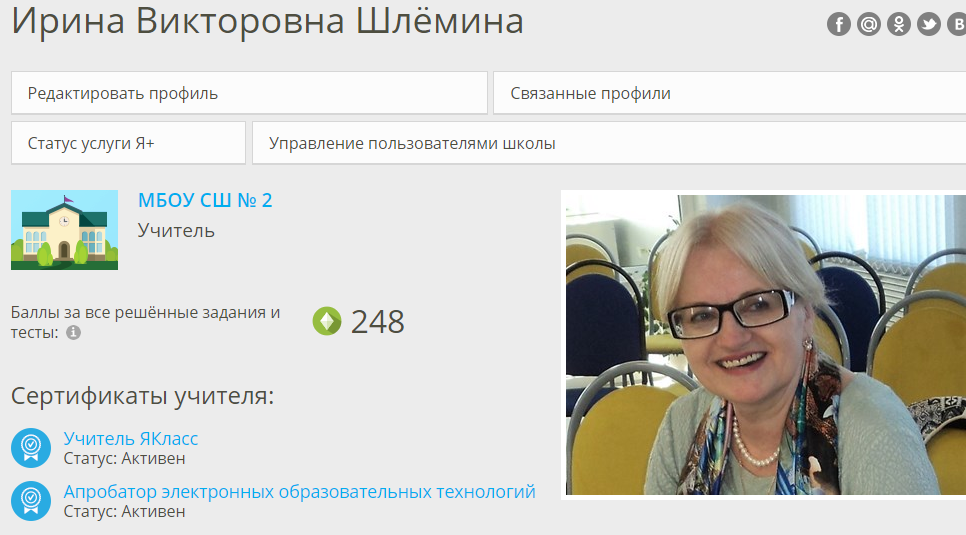 Ирина Викторовна Шлёмина
Редактировать профиль
Связанные профили
Статус услуги Я+
Управление пользователями школы
МБОУ СШ № 2
Учитель
Баллы за все решённые задания и
тесты:
248
Сертификаты учителя:
Учитель ЯКласс
Статус: Активен
Апробатор электронных образовательных технологий
Статус: Активен